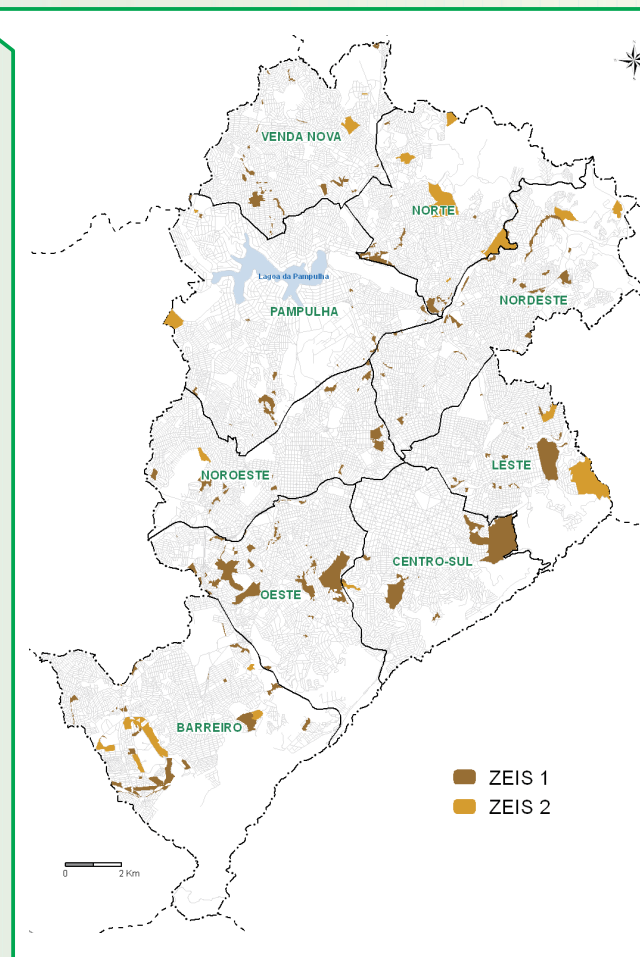 VENDA NOVA
NORTE
Lagoa da Pampulha
NORDESTE
PAMPULHA
LESTE
NOROESTE
CENTRO-SUL
OESTE
BARREIRO
ZEIS 1
ZEIS 2
0 2 Km